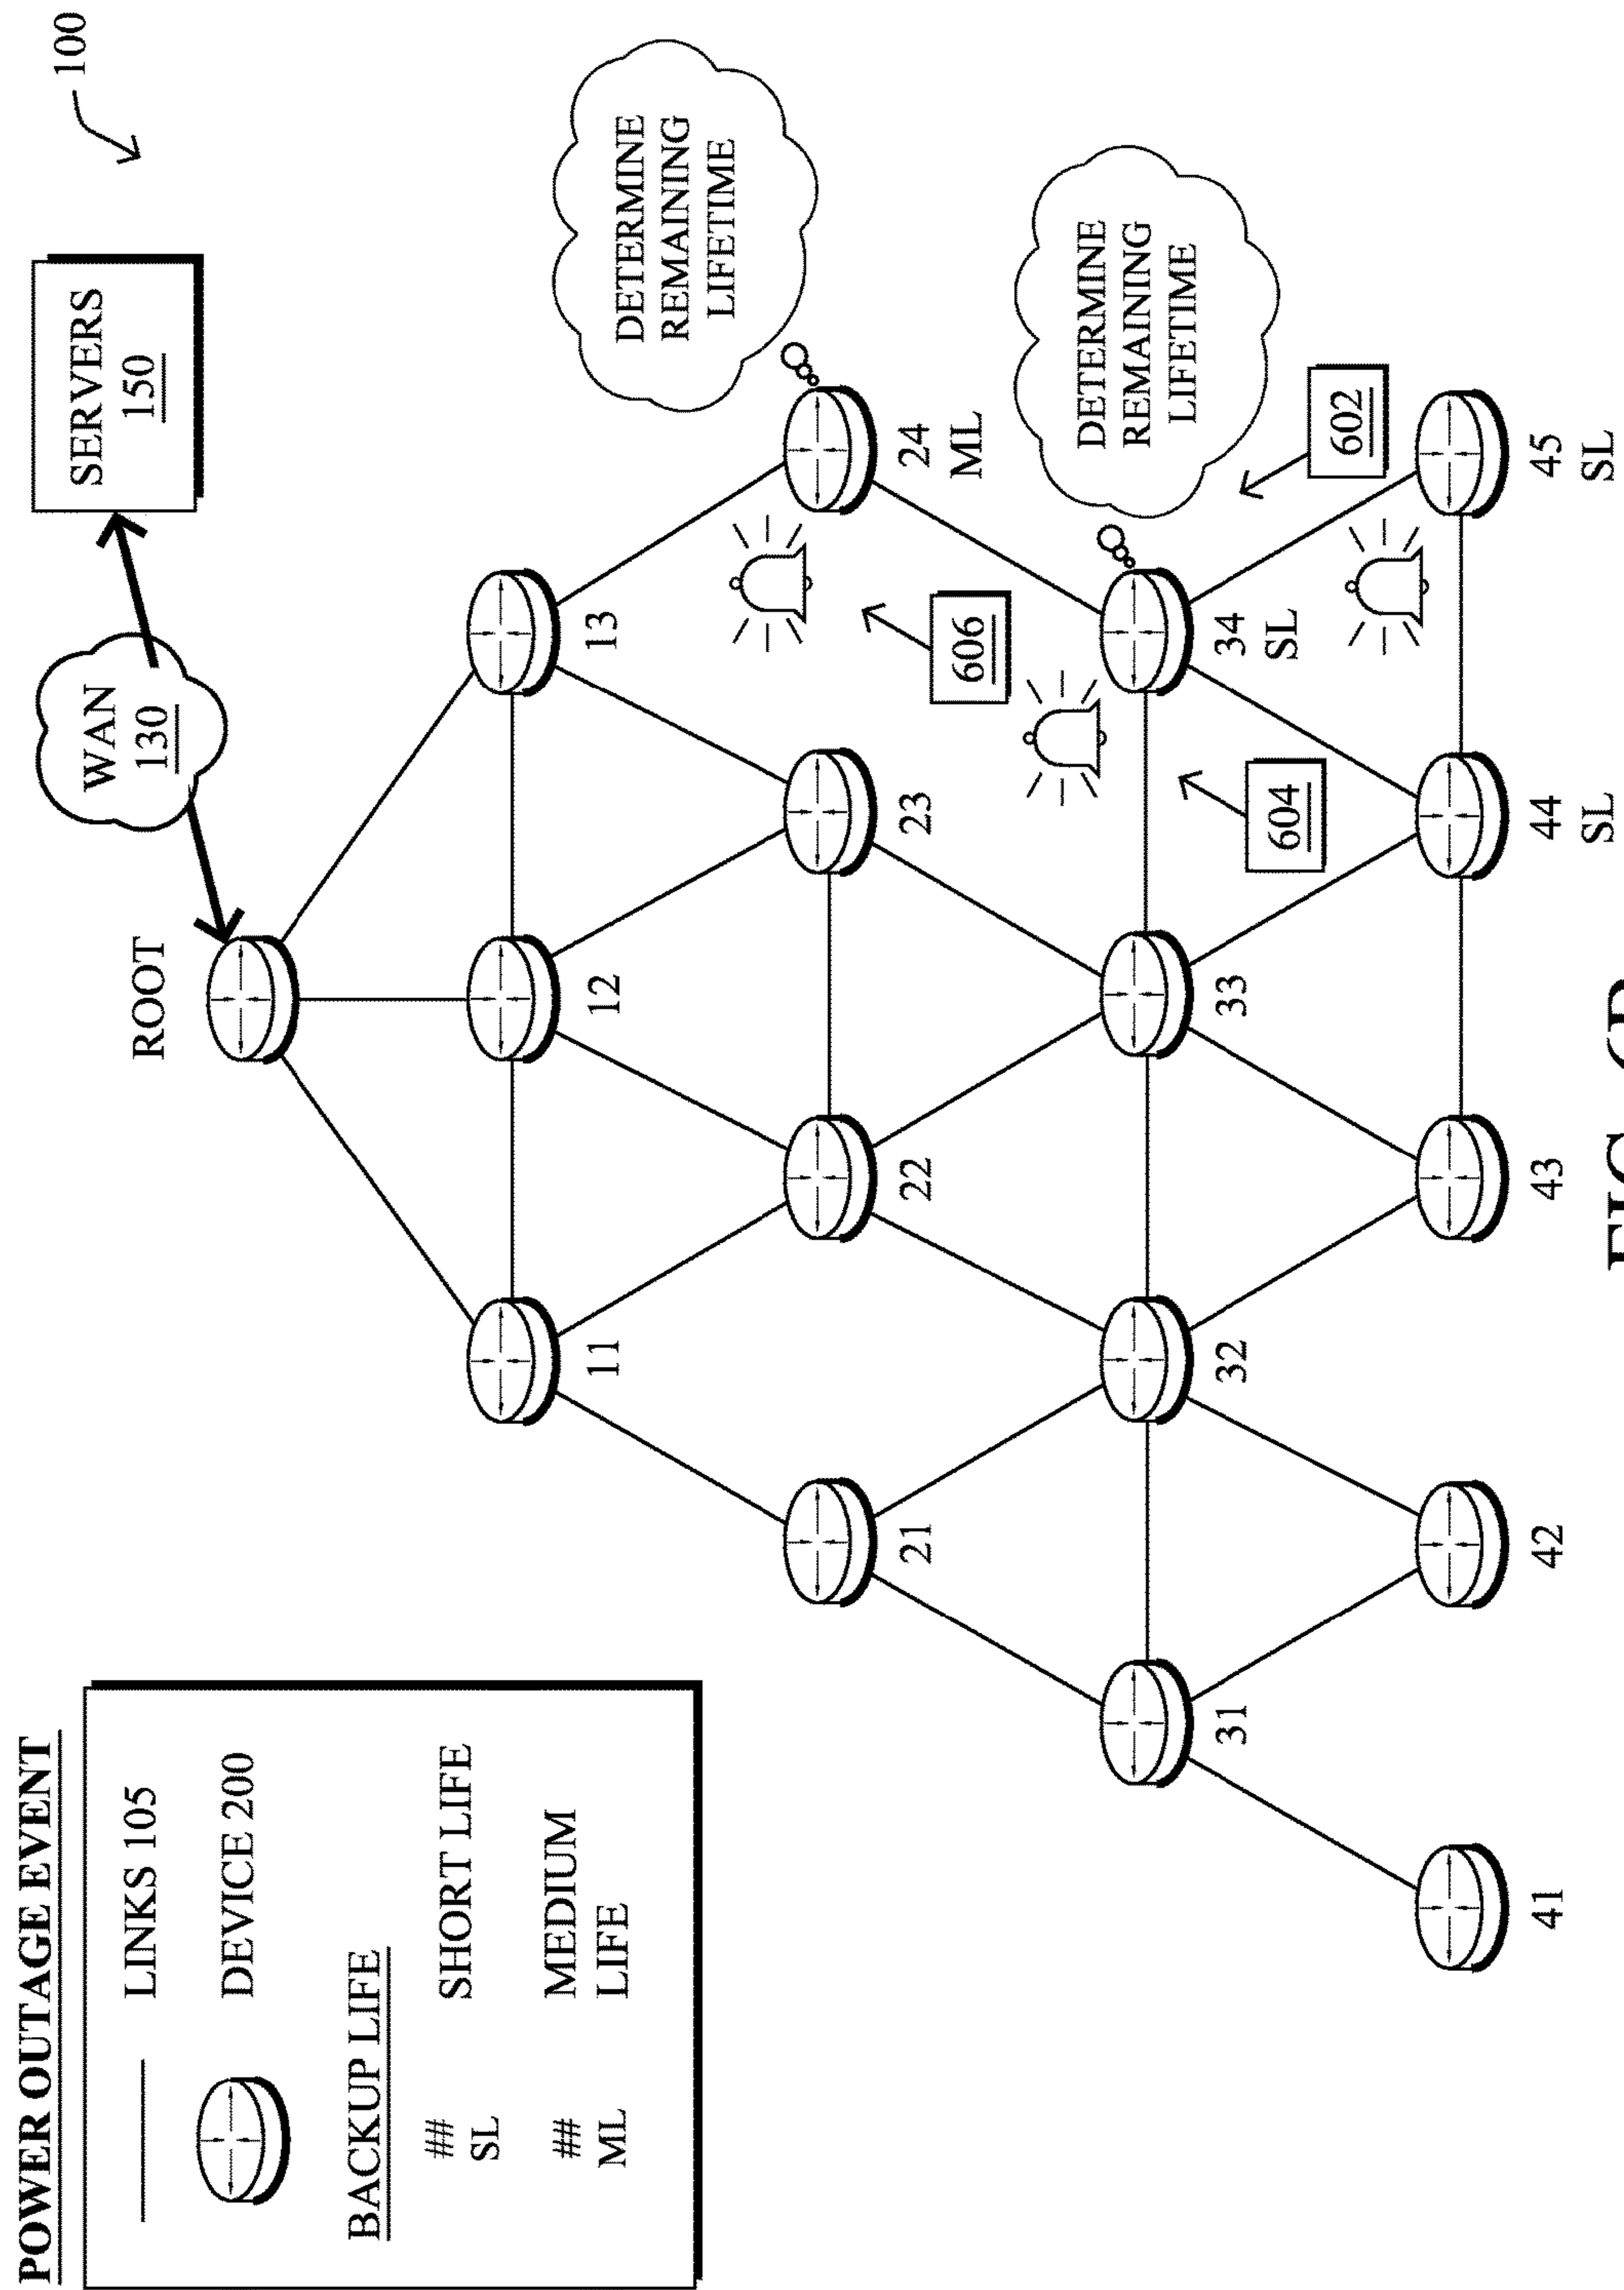 POWER OUTAGE EVENT
LINKS 105
DEVICE 200
BACKUP LIFE
##
SL
SHORT LIFE
##
ML
MEDIUM
LIFE
100
SERVERS
150
WAN
130
ROOT
11
12
13
DETERMINE
REMAINING
LIFETIME
21
22
23
24
ML
606
DETERMINE
REMAINING
LIFETIME
31
32
33
34
SL
604
602
41
42
43
44
SL
45
SL